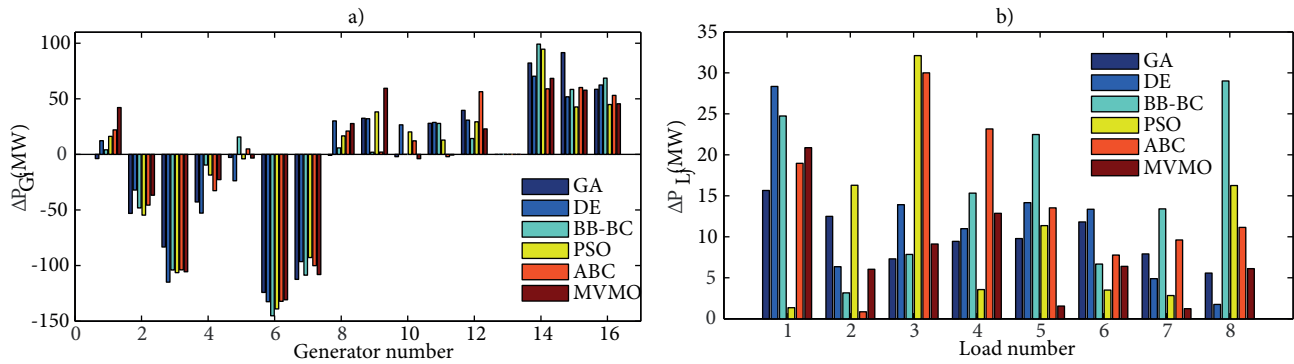 a)
100
50
0
-50
-100
-150
ΔP_Gi(MW)
0 2 4 6 8 10 12 14 16
Generator number
GA
DE
BB-BC
PSO
ABC
MVMO
b)
35
30
25
20
15
10
5
0
ΔP_Lj(MW)
1 2 3 4 5 6 7 8
Load number
GA
DE
BB-BC
PSO
ABC
MVMO